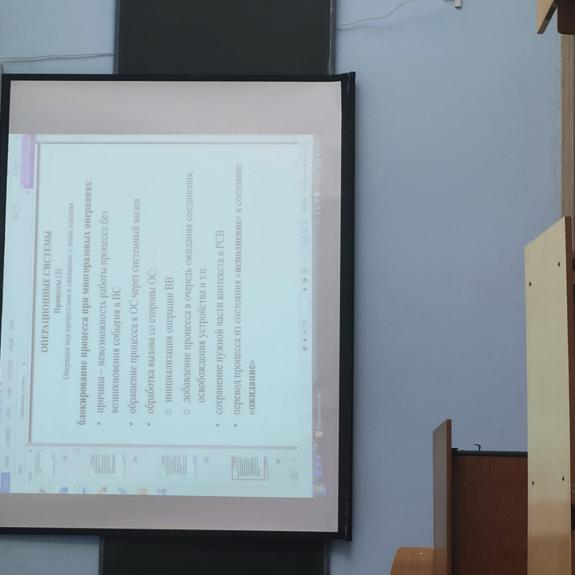 ОПЕРАЦИОННЫЕ СИСТЕМЫ
Процессы (2)
Операции над процессами и связанные с ними понятия
блокирование процесса при многоразовых операциях:
• причина – невозможность работы процесса без
возникновения события в ВС
• обращение процесса к ОС через системный вызов
• обработка вызова со стороны ОС:
o инициализация операции ВВ
o добавление процесса в очередь ожидания соединения,
освобождения устройства и т.п.
• сохранение нужной части контекста в PCB
• перевод процесса из состояния «исполнение» в состояние
«ожидание»